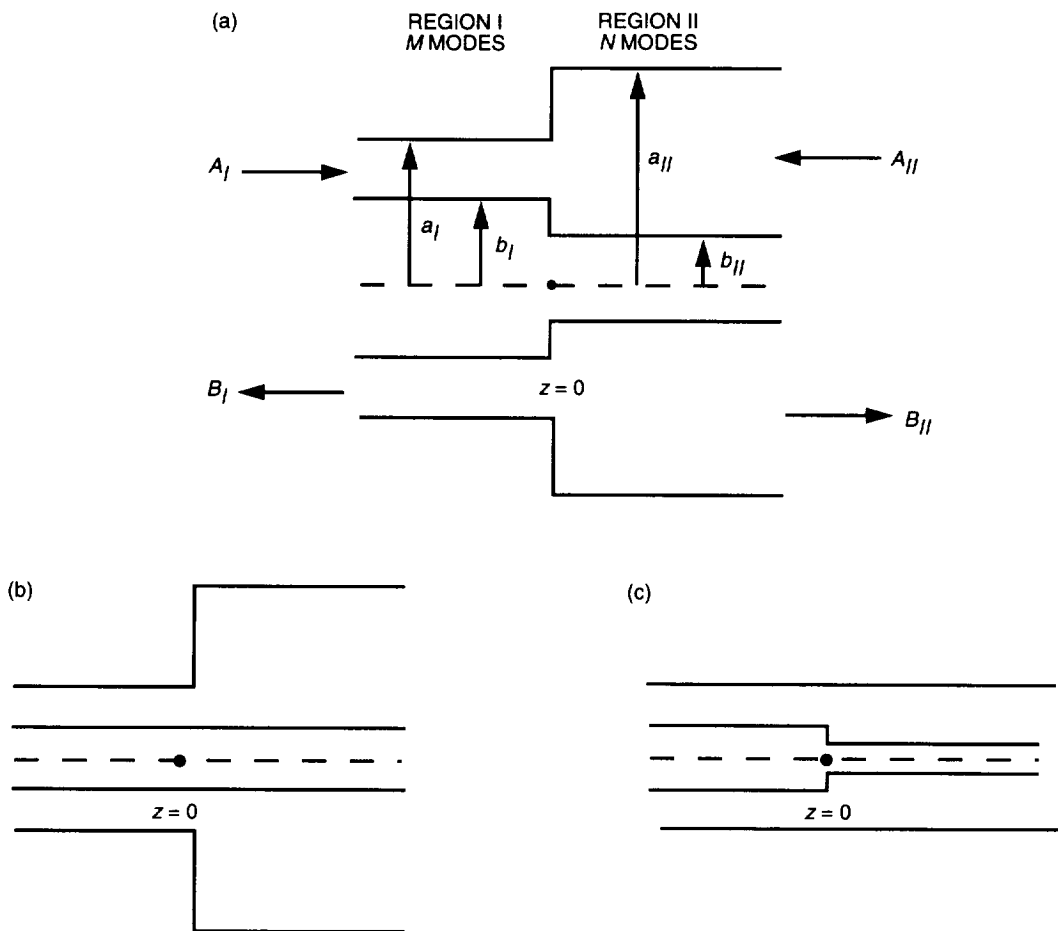 (a)
REGION I
M MODES
REGION II
N MODES
A_I
a_I
b_I
a_II
b_II
A_II
B_I
z = 0
B_II
(b)
z = 0
(c)
z = 0